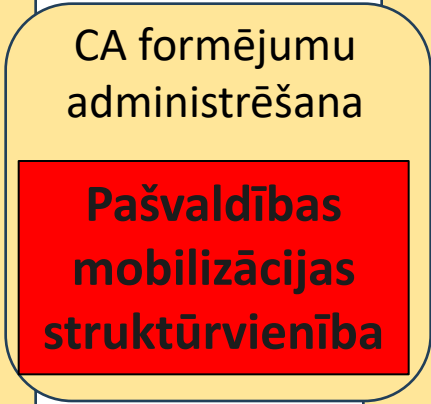 CA formējumu
administrēšana
Pašvaldības
mobilizācijas
struktūrvienība